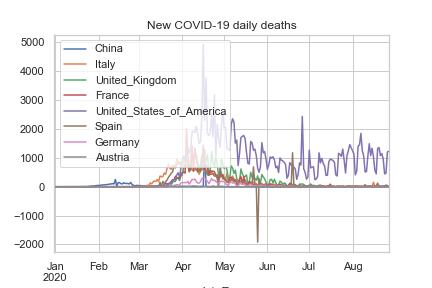 New COVID-19 daily deaths
5000
4000
3000
2000
1000
0
−1000
−2000
China
Italy
United_Kingdom
France
United_States_of_America
Spain
Germany
Austria
Jan
2020
Feb
Mar
Apr
May
Jun
Jul
Aug